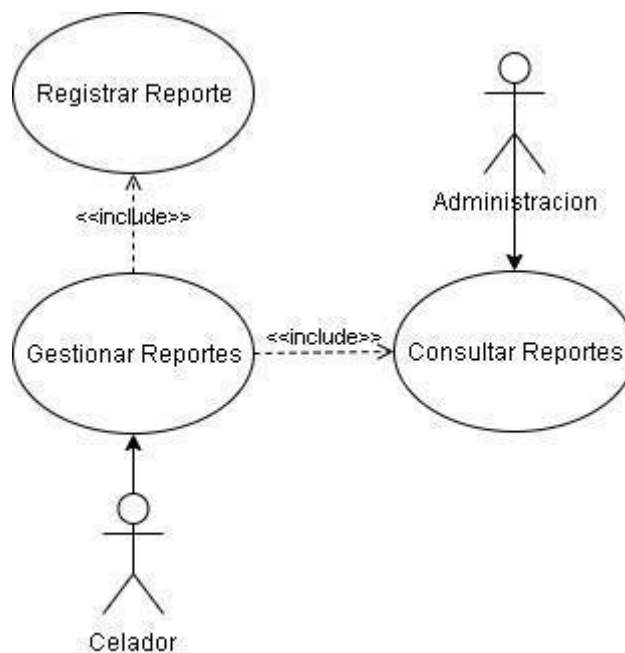 Registrar Reporte
Administracion
<<include>>
<<include>>
Gestionar Reportes
Consultar Reportes
Celador